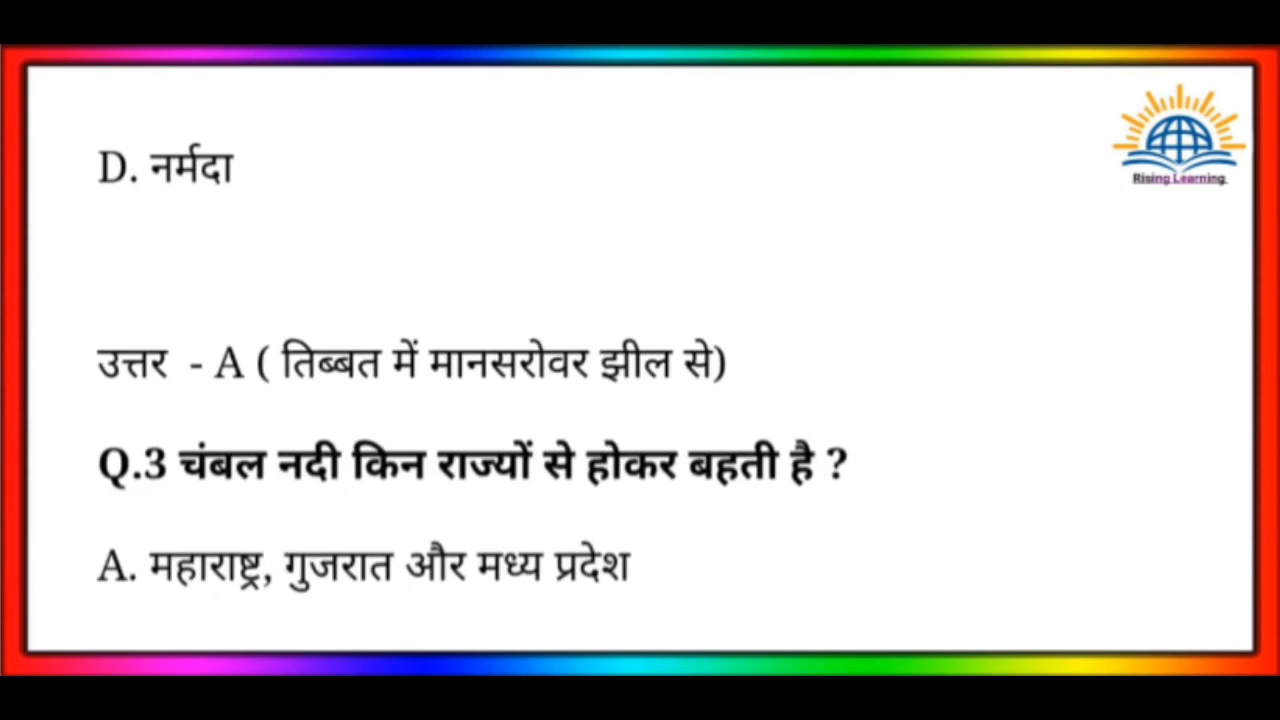 Rising Learning
D. नर्मदा
उत्तर - A ( तिब्बत में मानसरोवर झील से)
Q.3 चंबल नदी किन राज्यों से होकर बहती है ?
A. महाराष्ट्र, गुजरात और मध्य प्रदेश